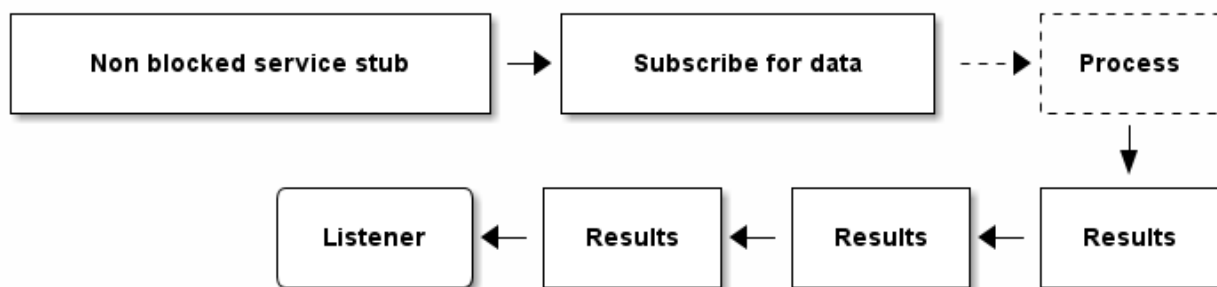 Non blocked service stub
Subscribe for data
Process
Listener
Results
Results
Results